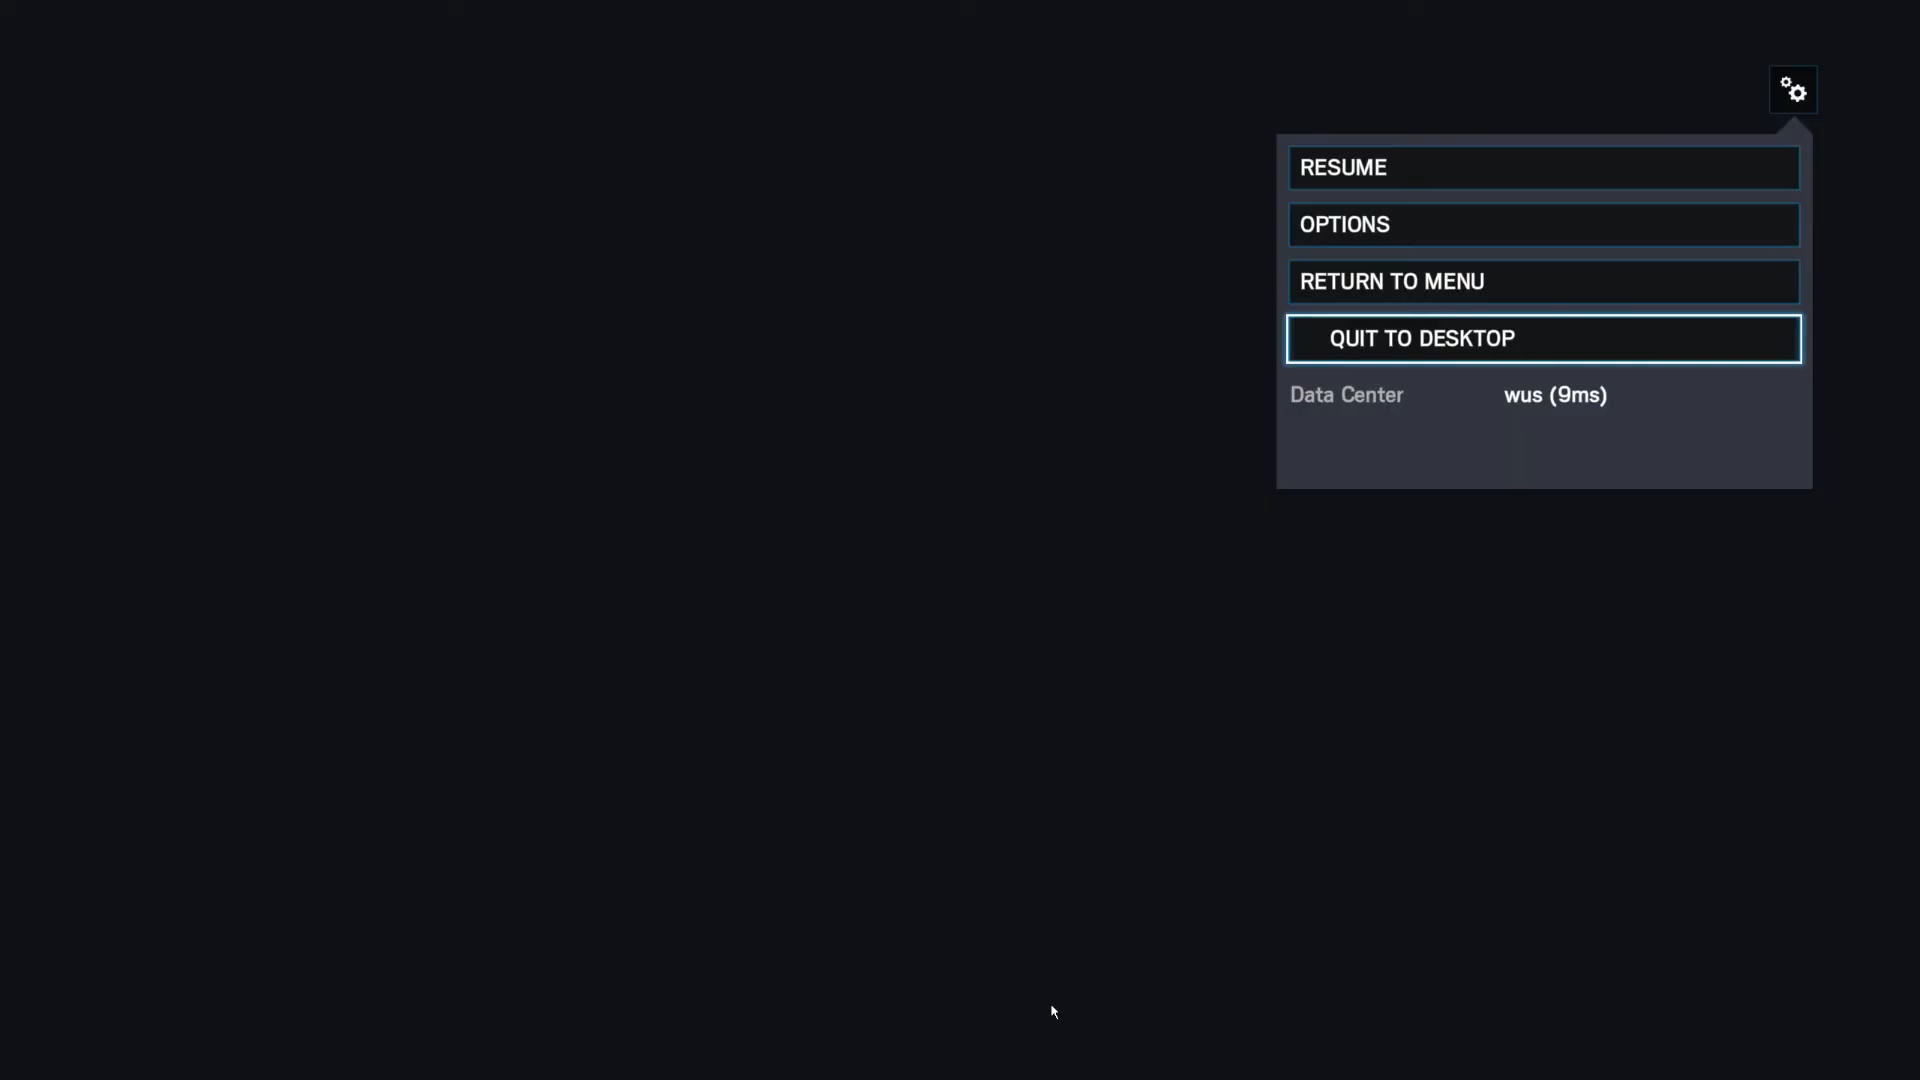 RESUME
OPTIONS
RETURN TO MENU
QUIT TO DESKTOP
Data Center wus (9ms)